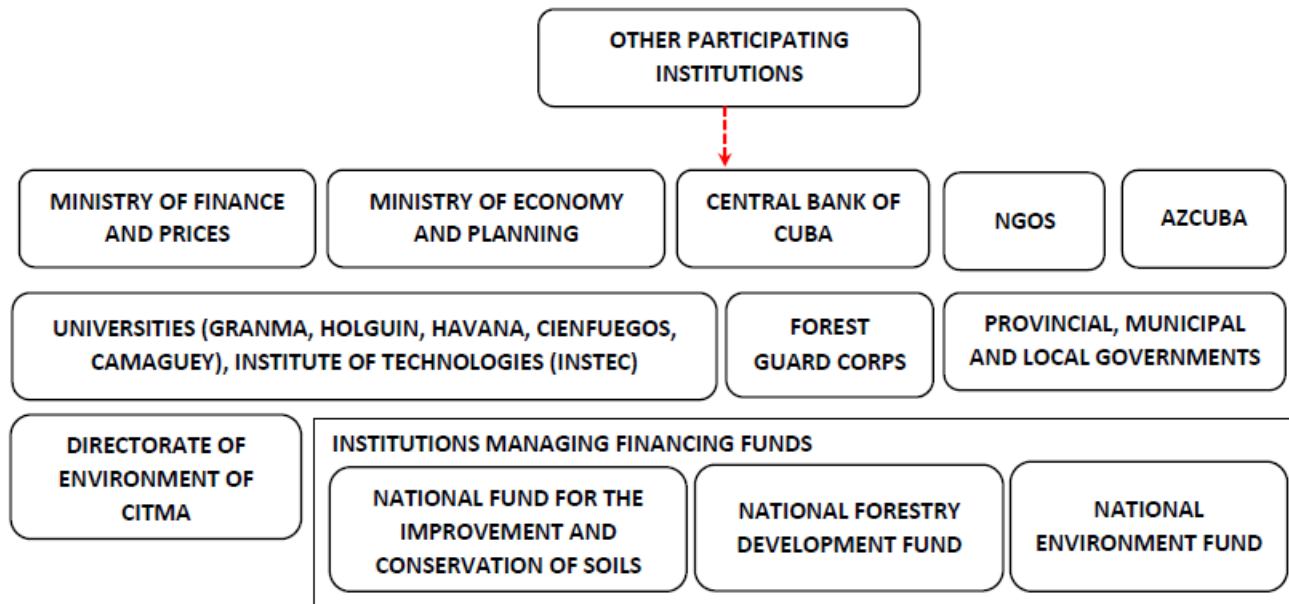 OTHER PARTICIPATING
INSTITUTIONS
MINISTRY OF FINANCE
AND PRICES
MINISTRY OF ECONOMY
AND PLANNING
CENTRAL BANK OF
CUBA
NGOS
AZCUBA
UNIVERSITIES (GRANMA, HOLGUIN, HAVANA, CIENFUEGOS,
CAMAGUEY), INSTITUTE OF TECHNOLOGIES (INSTEC)
FOREST
GUARD CORPS
PROVINCIAL, MUNICIPAL
AND LOCAL GOVERNMENTS
DIRECTORATE OF
ENVIRONMENT OF
CITMA
INSTITUTIONS MANAGING FINANCING FUNDS
NATIONAL FUND FOR THE
IMPROVEMENT AND
CONSERVATION OF SOILS
NATIONAL FORESTRY
DEVELOPMENT FUND
NATIONAL
ENVIRONMENT FUND